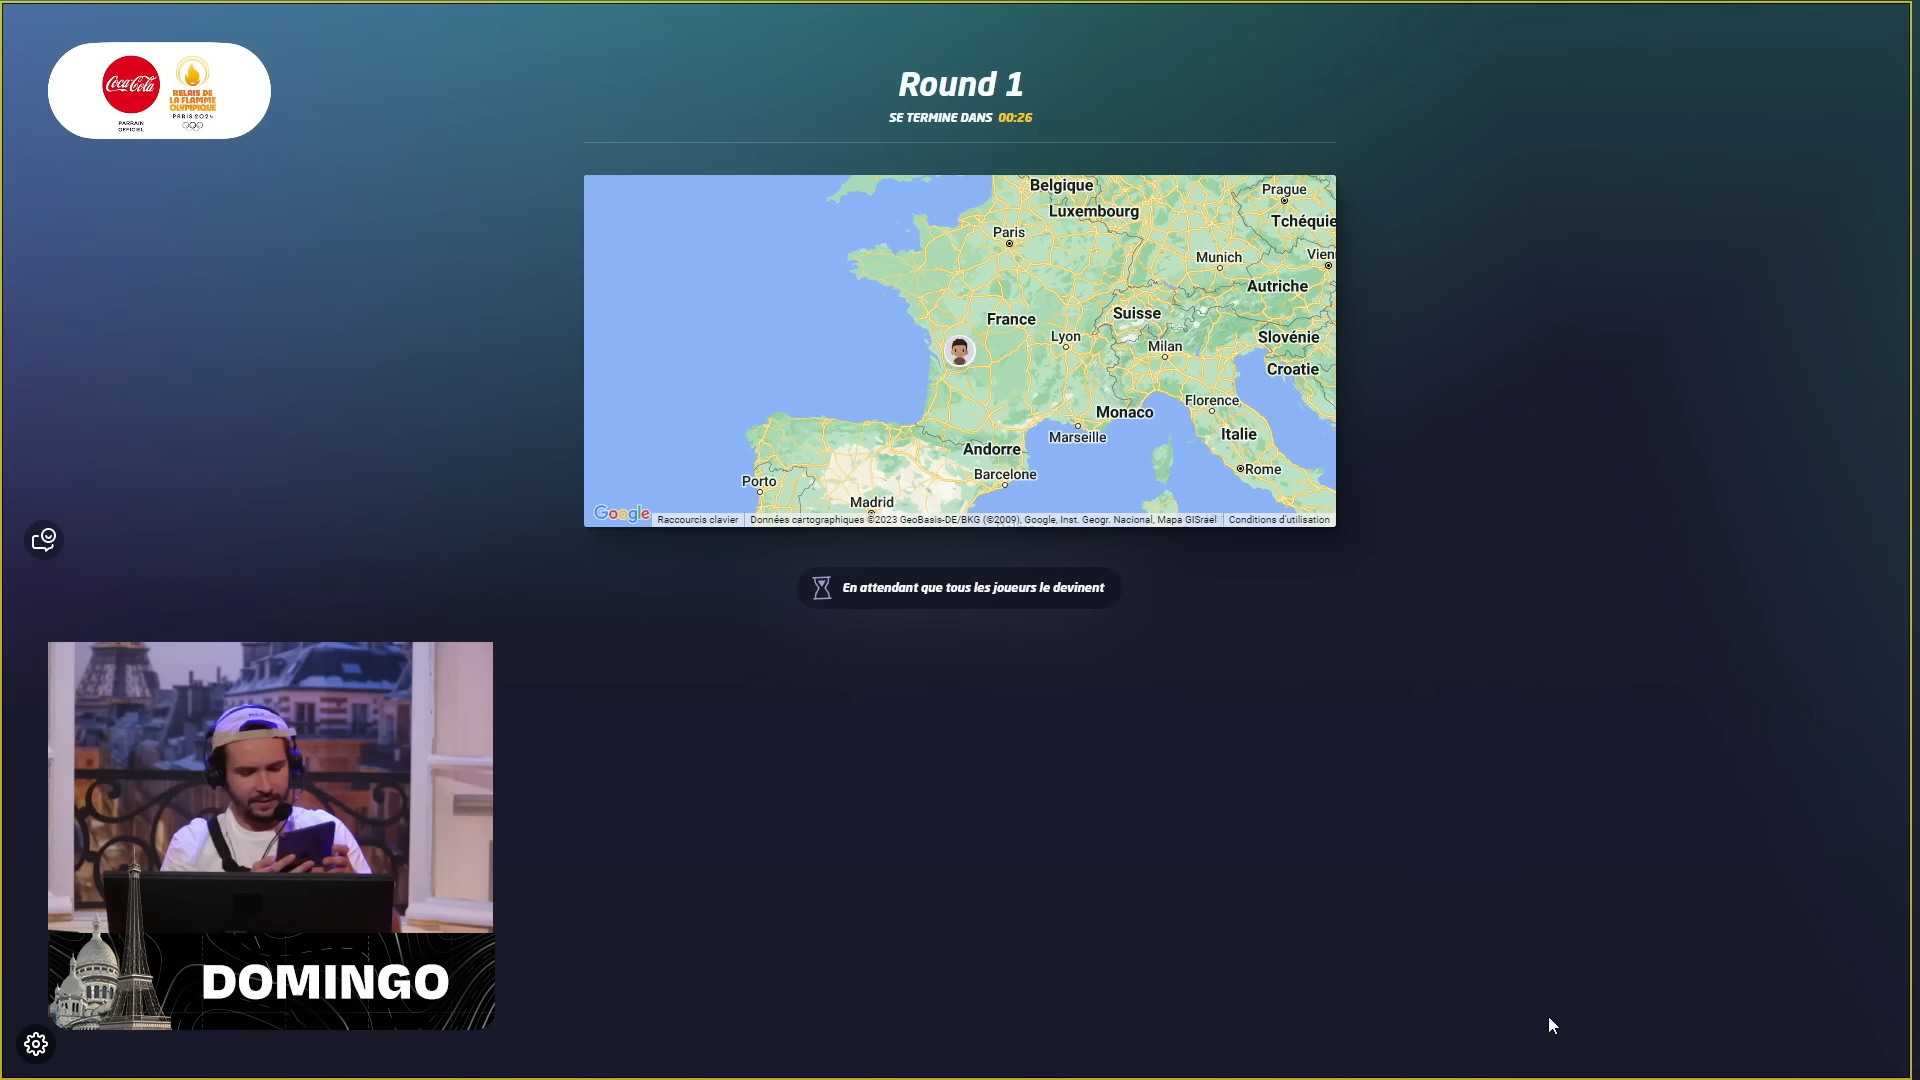 Coca-Cola
PARRAIN
OFFICIEL
RELAIS DE
LA FLAMME
OLYMPIQUE
PARIS 2024
Round 1
SE TERMINE DANS 00:26
Belgique
Prague
Luxembourg
Tchéquie
Paris
Munich
Vien
Autriche
France
Suisse
Lyon
Milan
Slovénie
Croatie
Florence
Monaco
Marseille
Italie
Andorre
Rome
Barcelone
Porto
Madrid
Google
Raccourcis clavier
Données cartographiques ©2023 GeoBasis-DE/BKG (©2009), Google, Inst. Geogr. Nacional, Mapa GISrael
Conditions d'utilisation
En attendant que tous les joueurs le devinent
DOMINGO